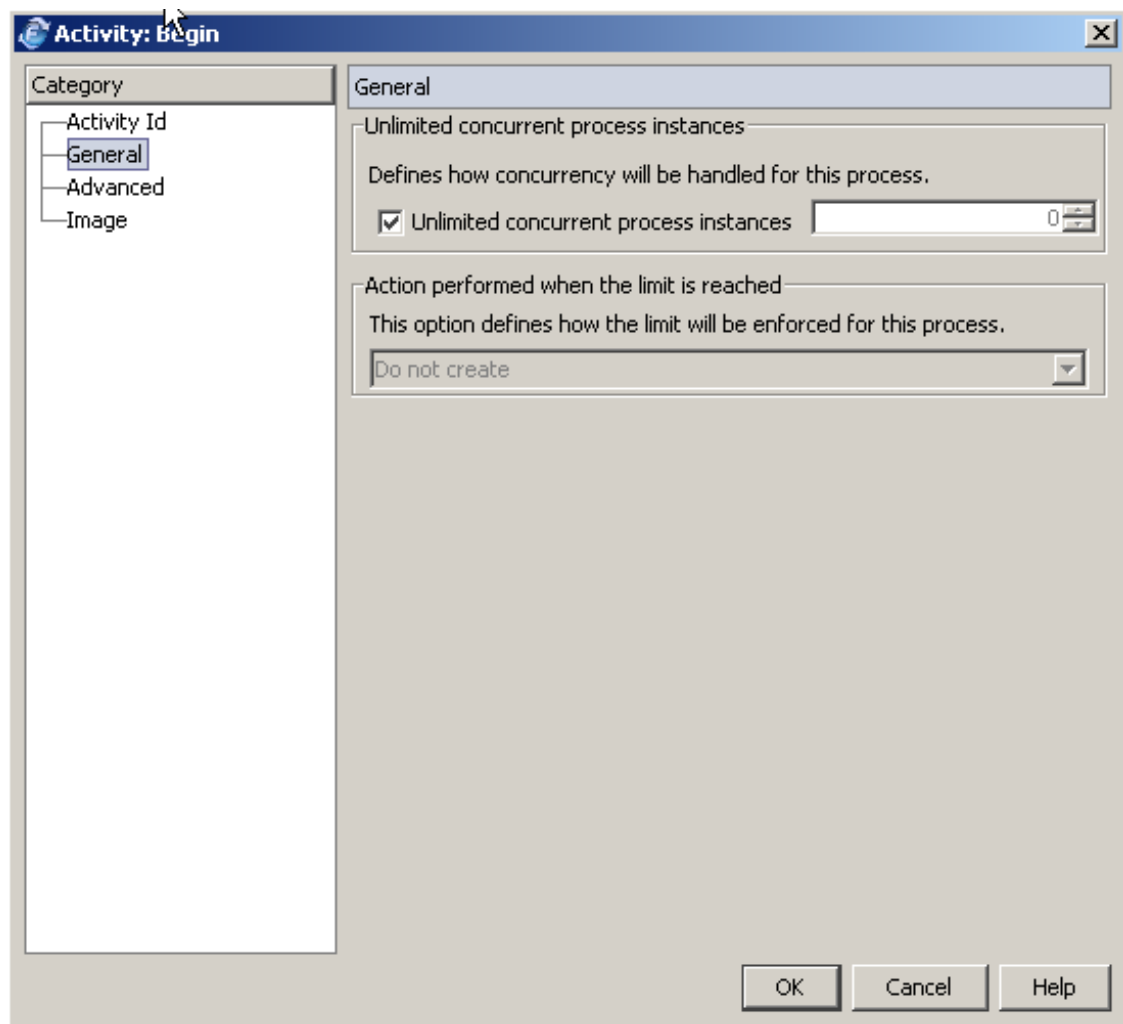 Activity: Begin
Category
Activity Id
General
Advanced
Image
General
Unlimited concurrent process instances
Defines how concurrency will be handled for this process.
Unlimited concurrent process instances 0
Action performed when the limit is reached
This option defines how the limit will be enforced for this process.
Do not create
OK Cancel Help